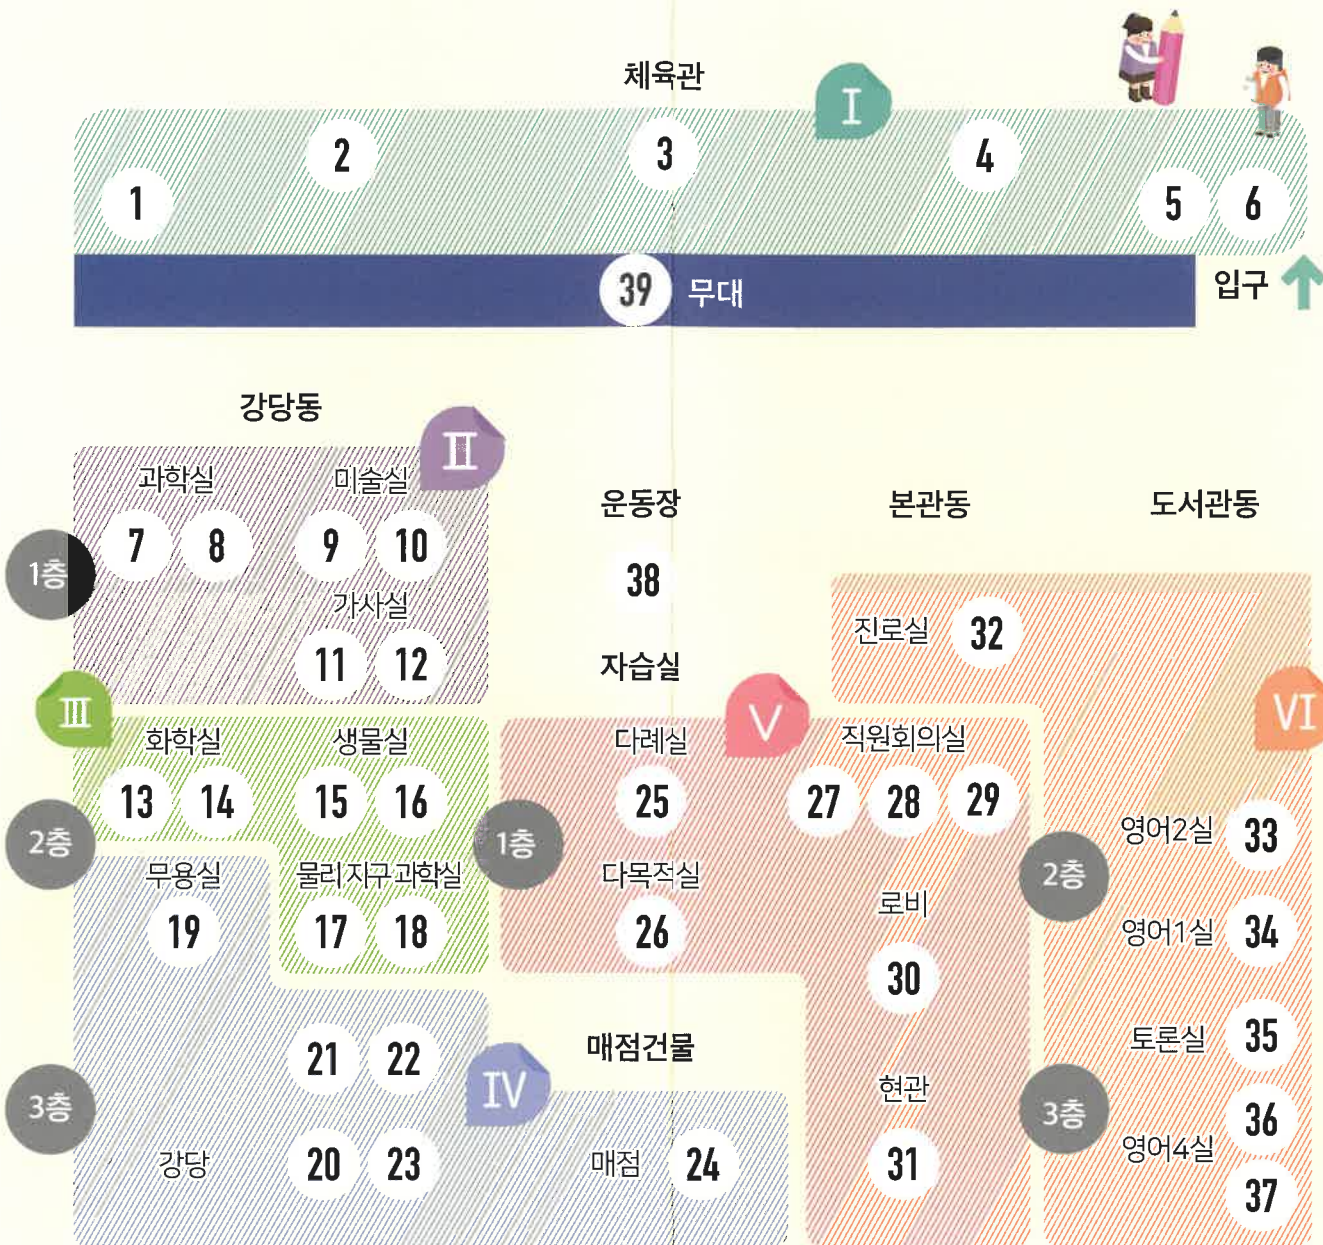 체육관
I
1
2
3
4
5
6
39 무대
입구
강당동
II
과학실
미술실
7 8
9 10
1층
가사실
11 12
운동장
38
자습실
본관동
도서관동
진로실 32
III
화학실
생물실
13 14
15 16
2층
무용실
물리지구과학실
19
17 18
V
다례실
직원회의실
25
27 28 29
1층
다목적실
26
로비
30
현관
31
VI
영어2실 33
2층
영어1실 34
토론실 35
3층
영어4실
36
37
21 22
IV
매점건물
3층
강당
20 23
매점 24